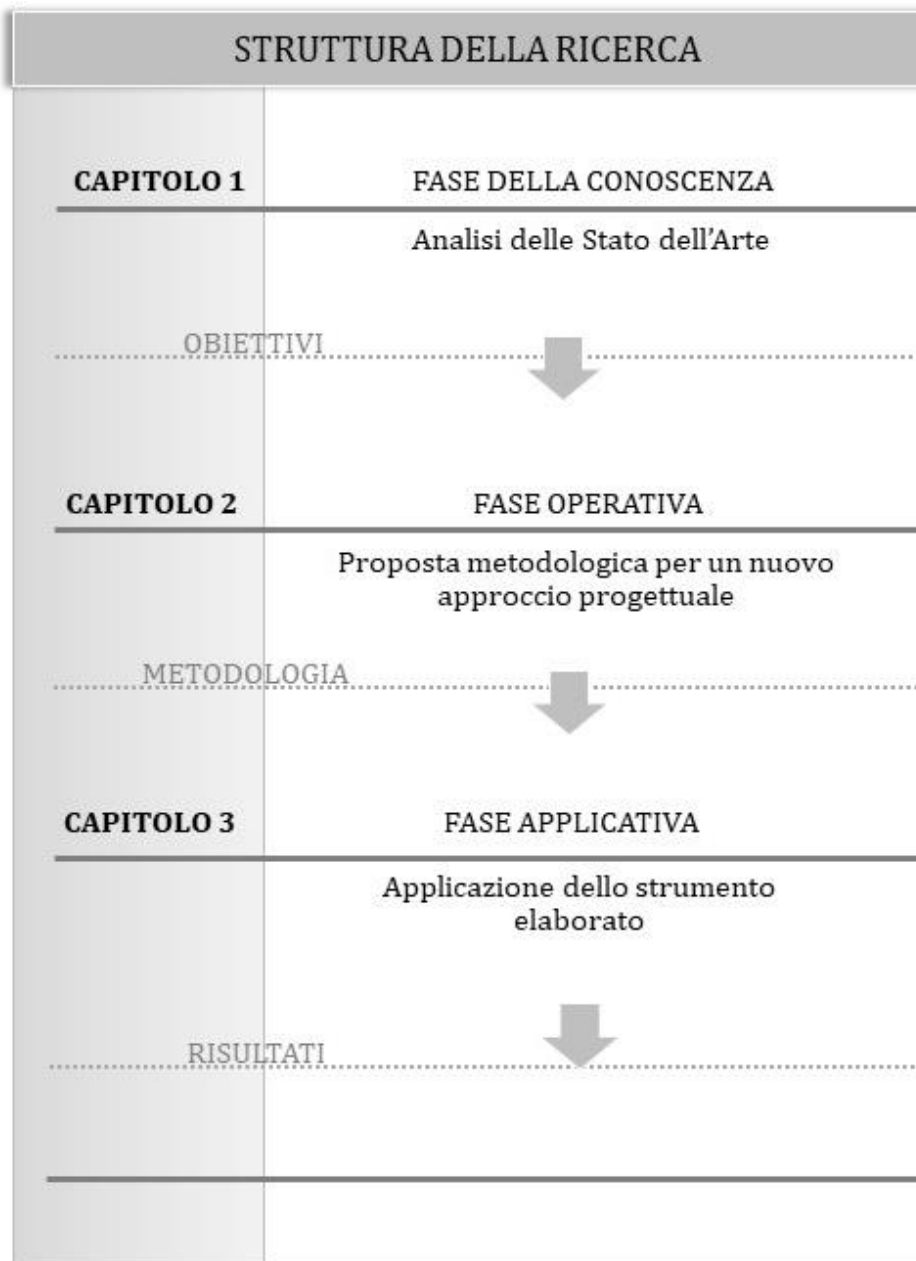 STRUTTURA DELLA RICERCA
CAPITOLO 1
FASE DELLA CONOSCENZA
Analisi delle Stato dell’Arte
OBIETTIVI
CAPITOLO 2
FASE OPERATIVA
Proposta metodologica per un nuovo
approccio progettuale
METODOLOGIA
CAPITOLO 3
FASE APPLICATIVA
Applicazione dello strumento
elaborato
RISULTATI